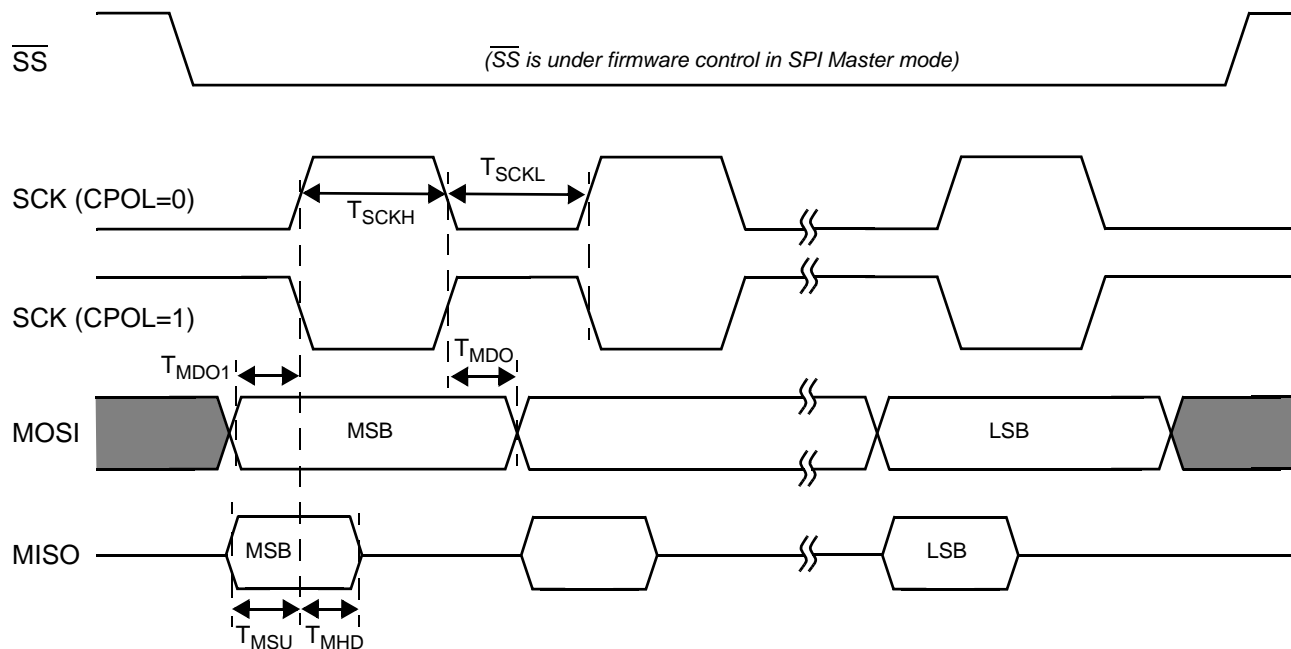 SS
(SS is under firmware control in SPI Master mode)
SCK (CPOL=0)
TSCKH
TSCKL
SCK (CPOL=1)
TMDO1
TMDO
MOSI
MSB
LSB
MISO
MSB
LSB
TMSU
TMHD